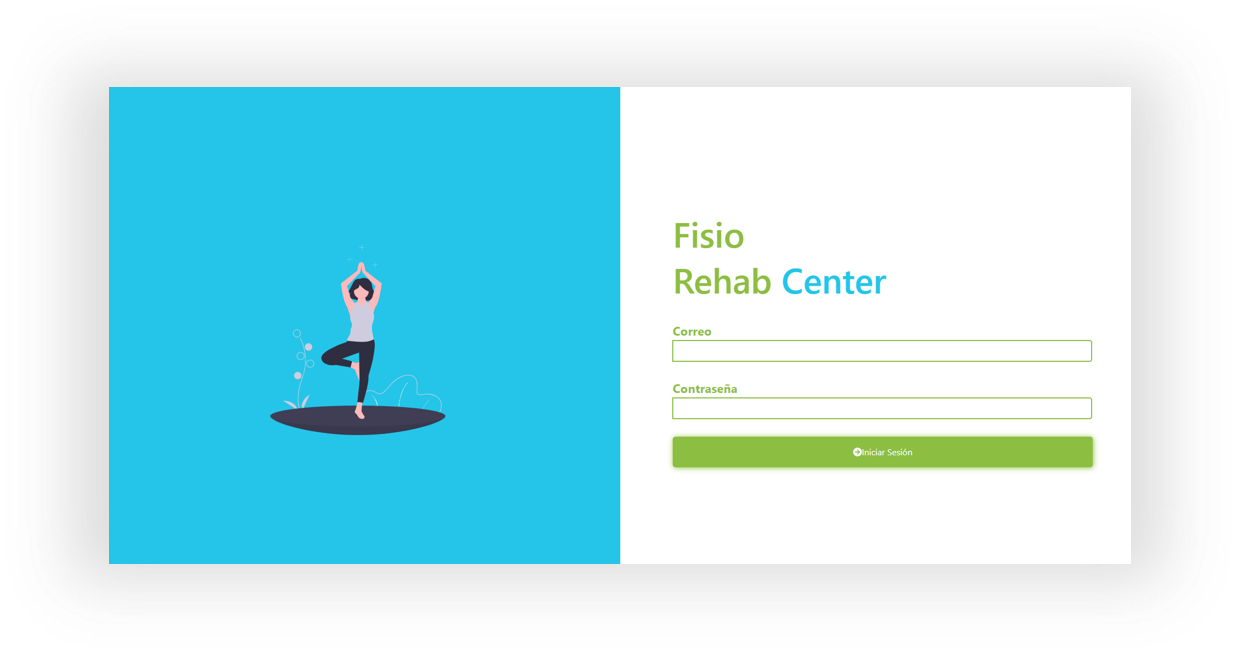 Fisio
Rehab Center
Correo
Contraseña
Iniciar Sesión